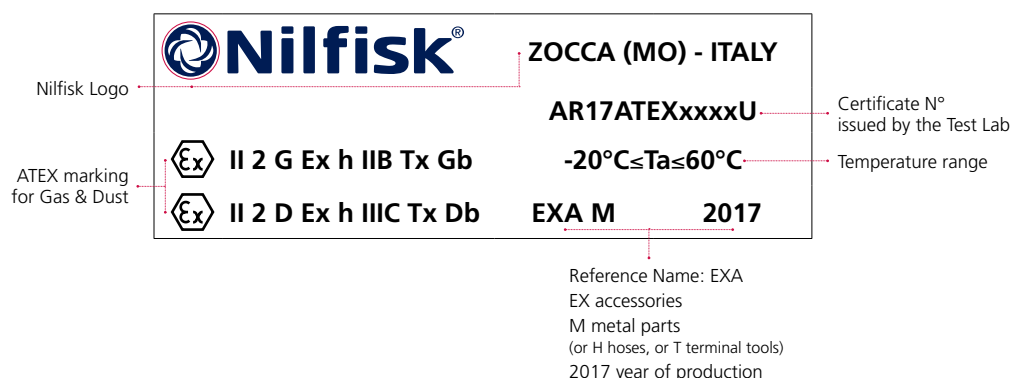 Nilfisk®
ZOCCA (MO) - ITALY
Nilfisk Logo
AR17ATEXxxxxU
Certificate N°
issued by the Test Lab
ATEX marking
for Gas & Dust
Ex II 2 G Ex h IIB Tx Gb
-20°C≤Ta≤60°C
Temperature range
Ex II 2 D Ex h IIIC Tx Db
EXA M 2017
Reference Name: EXA
EX accessories
M metal parts
(or H hoses, or T terminal tools)
2017 year of production